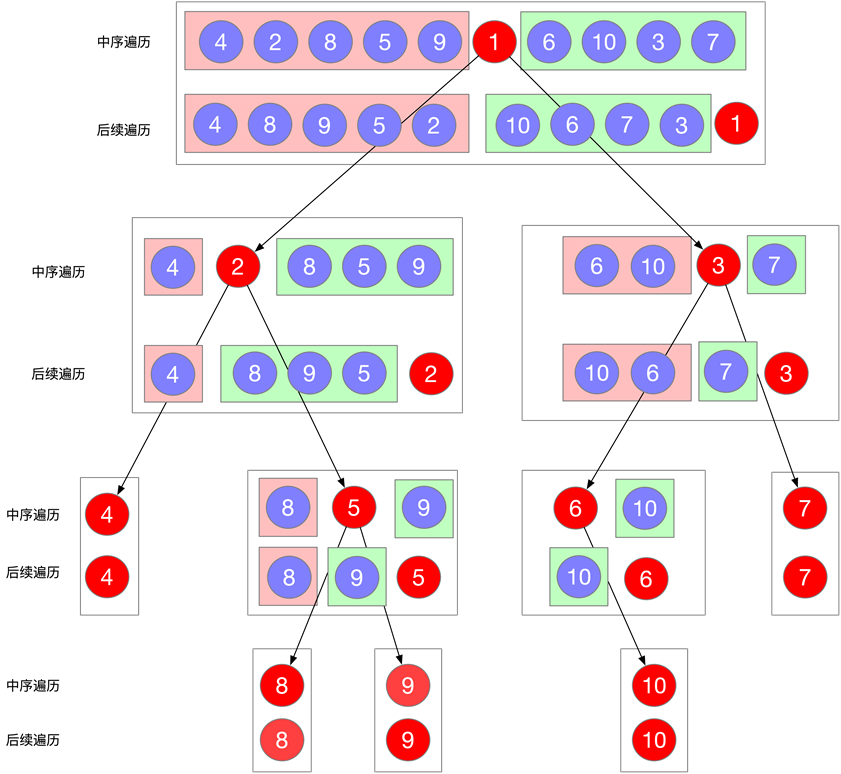 中序遍历 4 2 8 5 9 1 6 10 3 7
后续遍历 4 8 9 5 2 10 6 7 3 1
中序遍历 4 2 8 5 9 6 10 3 7
后续遍历 4 8 9 5 2 10 6 7 3
中序遍历 4 8 5 9 6 10 7
后续遍历 4 8 9 5 10 6 7
中序遍历 8 9 10
后续遍历 8 9 10